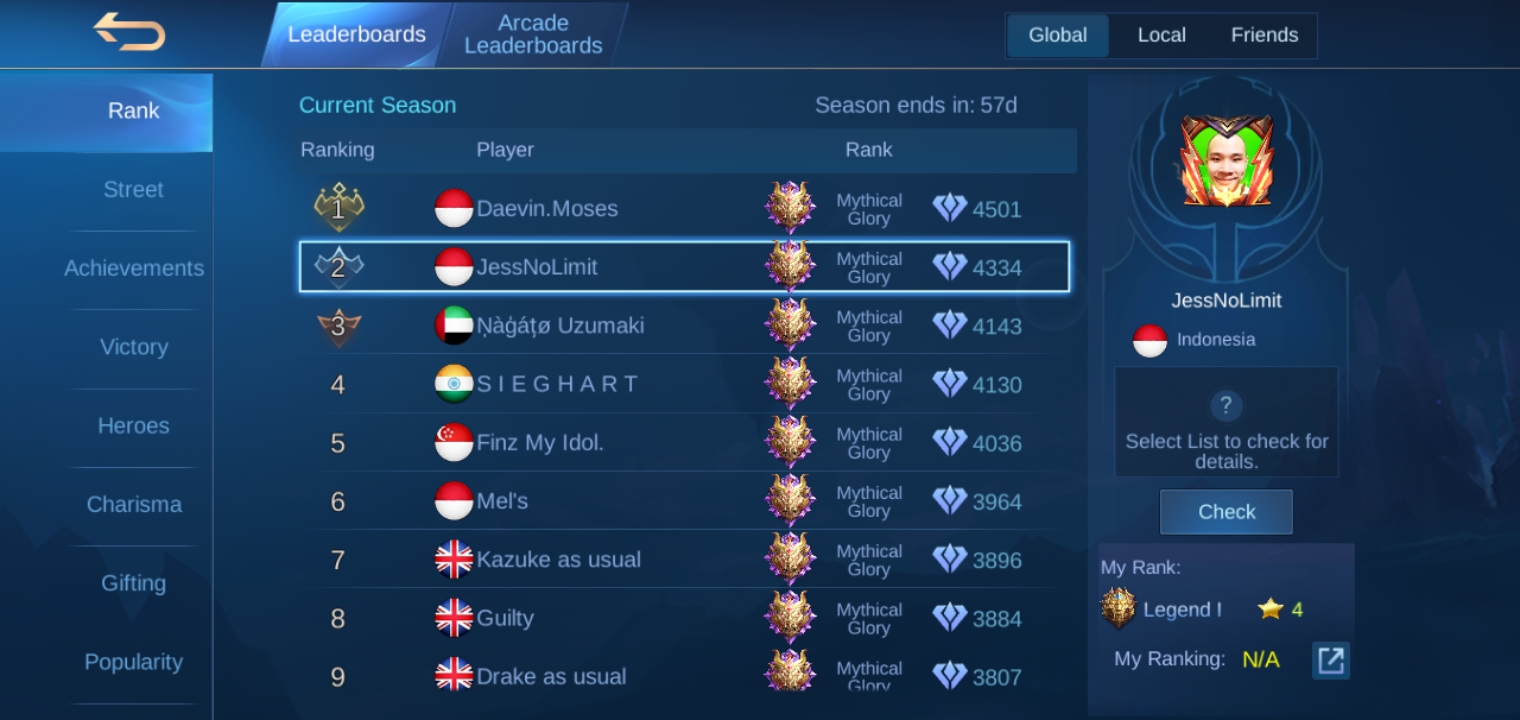 Leaderboards
Arcade
Leaderboards
Global
Local
Friends
Rank
Street
Achievements
Victory
Heroes
Charisma
Gifting
Popularity
Current Season
Season ends in: 57d
Ranking Player Rank
1 Daevin.Moses Mythical Glory 4501
2 JessNoLimit Mythical Glory 4334
3 Ņàģáţø Uzumaki Mythical Glory 4143
4 S I E G H A R T Mythical Glory 4130
5 Finz My Idol. Mythical Glory 4036
6 Mel's Mythical Glory 3964
7 Kazuke as usual Mythical Glory 3896
8 Guilty Mythical Glory 3884
9 Drake as usual Mythical Glory 3807
JessNoLimit
Indonesia
?
Select List to check for
details.
Check
My Rank:
Legend I 4
My Ranking: N/A